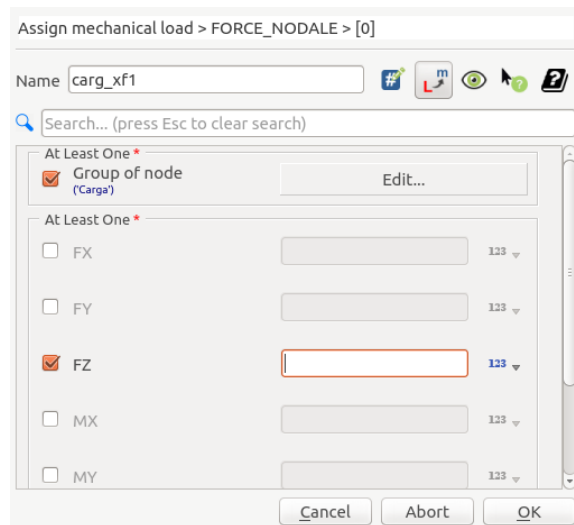 Assign mechanical load > FORCE_NODALE > [0]
Name carg_xf1
Search... (press Esc to clear search)
At Least One *
Group of node Edit...
('Carga')
At Least One *
FX 123
FY 123
FZ 123
MX 123
MY 123
Cancel Abort OK